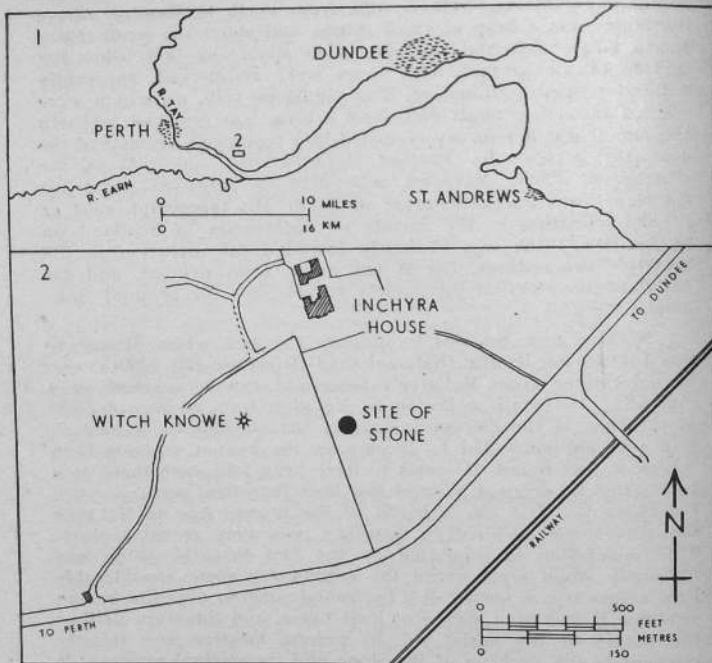 1
DUNDEE
R. TAY
PERTH
2
R. EARN
0 10 MILES
0 16 KM
ST. ANDREWS
2
TO DUNDEE
INCHYRA
HOUSE
WITCH KNOWE
SITE OF
STONE
RAILWAY
N
TO PERTH
0 500
FEET
METRES
0 150